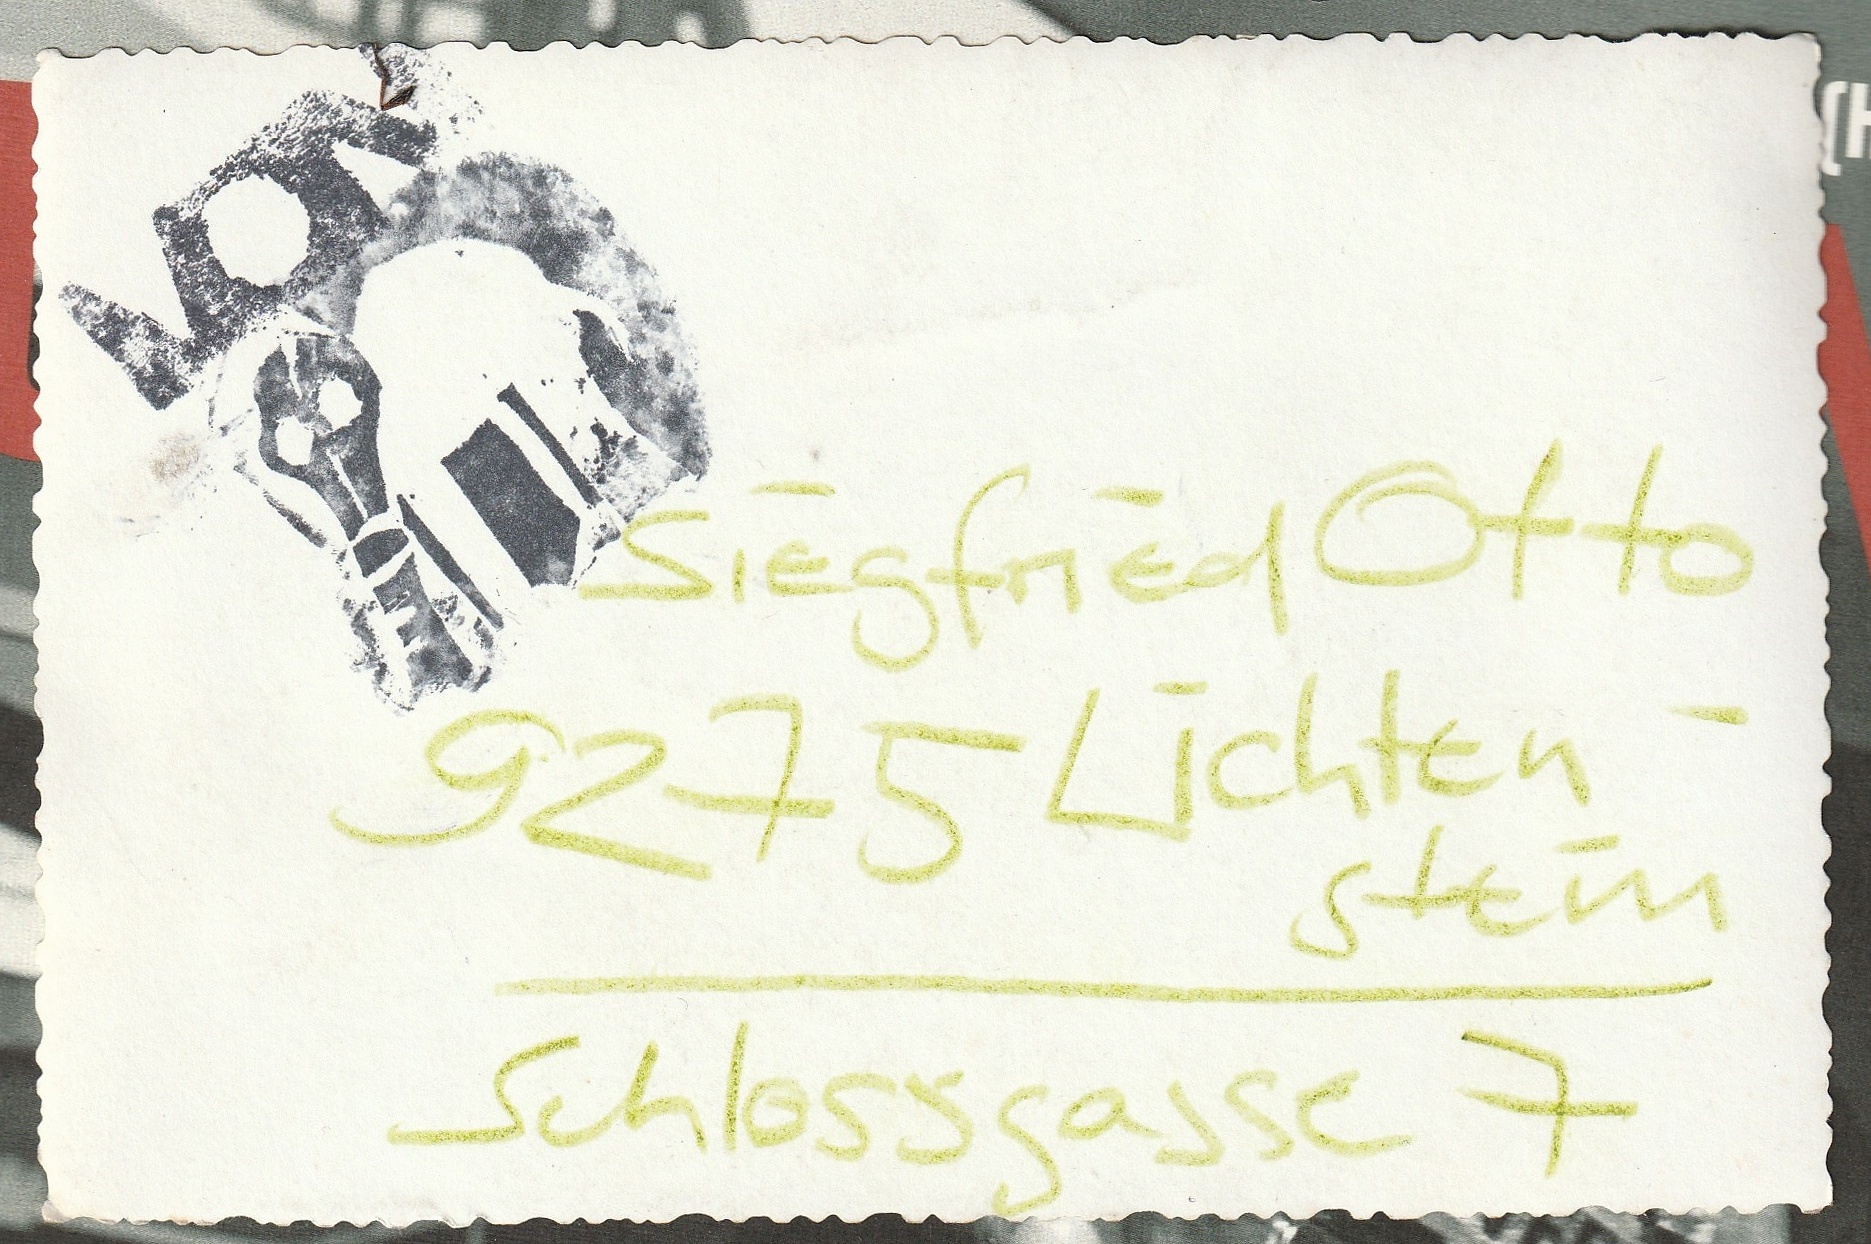 Siegfried Otto
9275 Lichten-
stein
Schlossgasse 7
(H